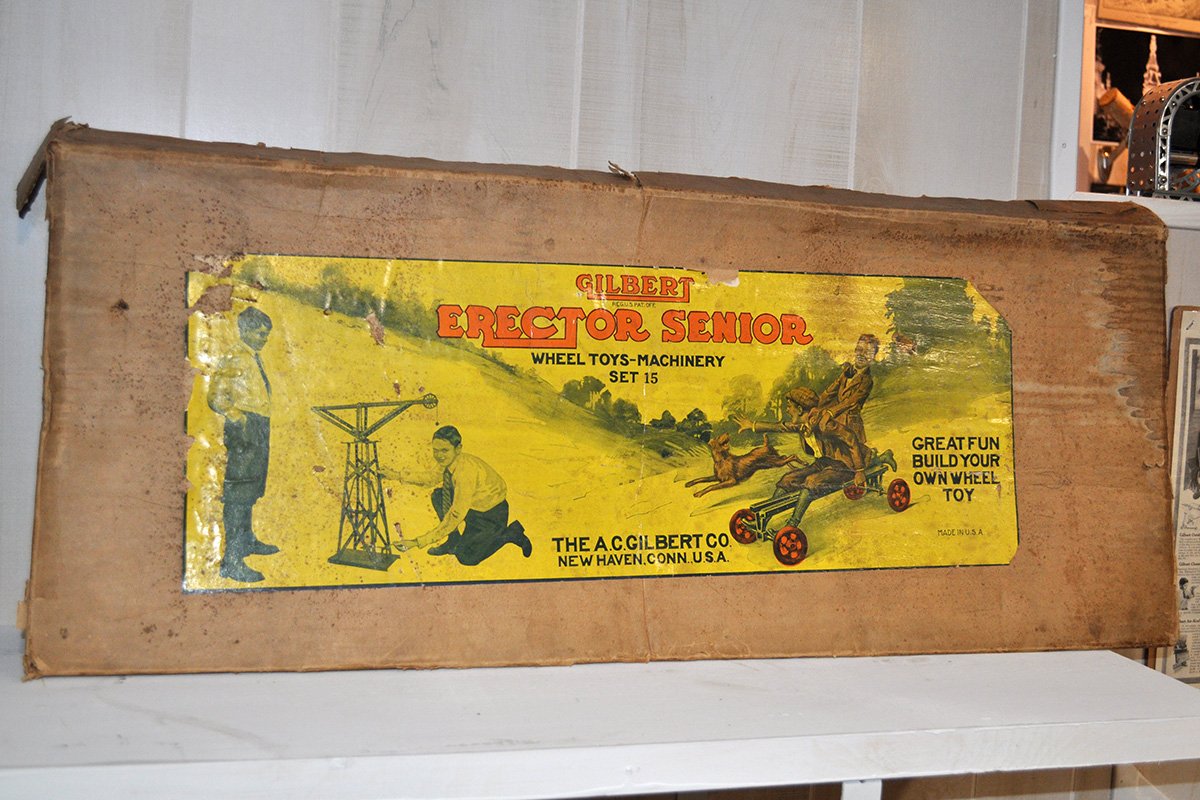 GILBERT
REG.U.S.PAT.OFF.
ERECTOR SENIOR
WHEEL TOYS-MACHINERY
SET 15
GREAT FUN
BUILD YOUR
OWN WHEEL
TOY
MADE IN U.S.A
THE A.C.GILBERT CO.
NEW HAVEN, CONN., U.S.A.